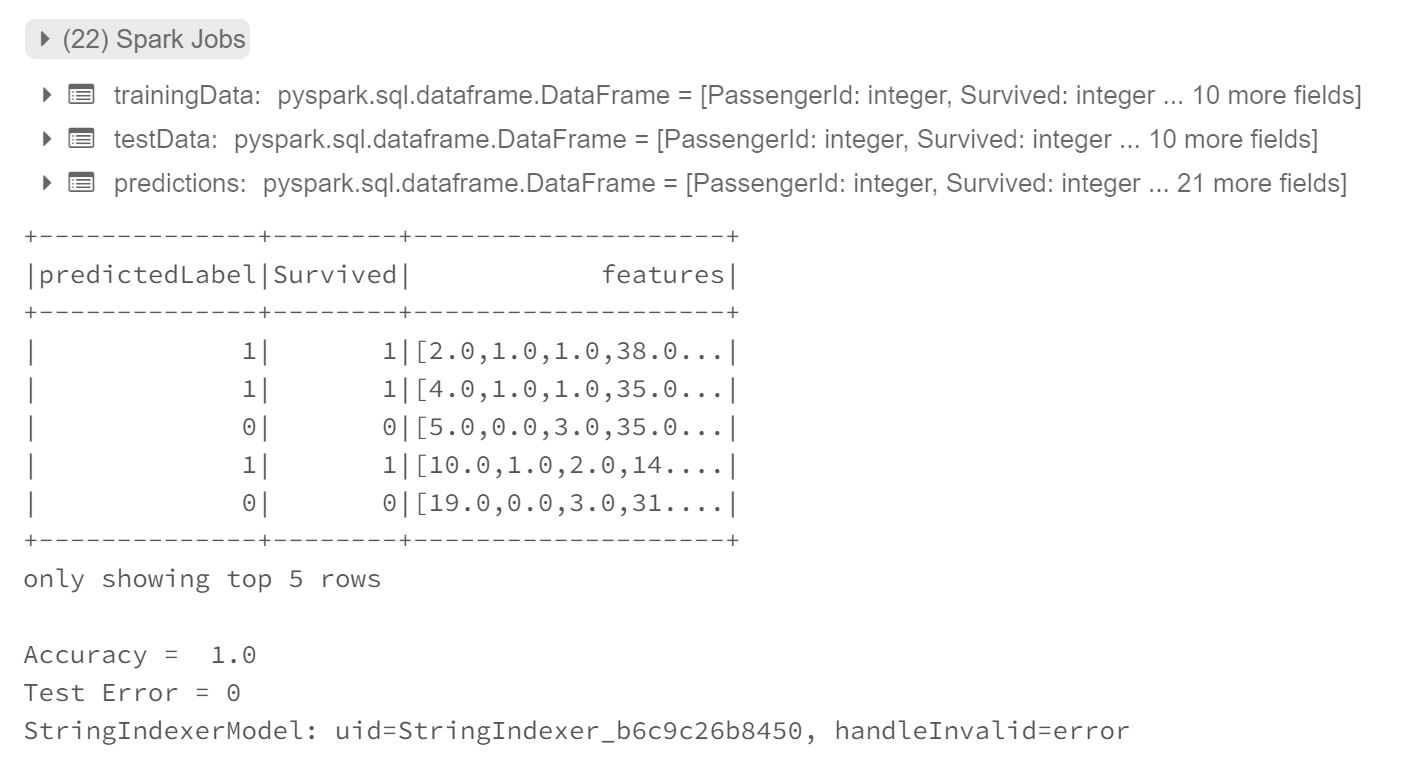 (22) Spark Jobs
trainingData: pyspark.sql.dataframe.DataFrame = [PassengerId: integer, Survived: integer ... 10 more fields]
testData: pyspark.sql.dataframe.DataFrame = [PassengerId: integer, Survived: integer ... 10 more fields]
predictions: pyspark.sql.dataframe.DataFrame = [PassengerId: integer, Survived: integer ... 21 more fields]
+--------------+--------+--------------------+
|predictedLabel|Survived|            features|
+--------------+--------+--------------------+
|             1|       1|[2.0,1.0,1.0,38.0...|
|             1|       1|[4.0,1.0,1.0,35.0...|
|             0|       0|[5.0,0.0,3.0,35.0...|
|             1|       1|[10.0,1.0,2.0,14....|
|             0|       0|[19.0,0.0,3.0,31....|
+--------------+--------+--------------------+
only showing top 5 rows
Accuracy =  1.0
Test Error = 0
StringIndexerModel: uid=StringIndexer_b6c9c26b8450, handleInvalid=error